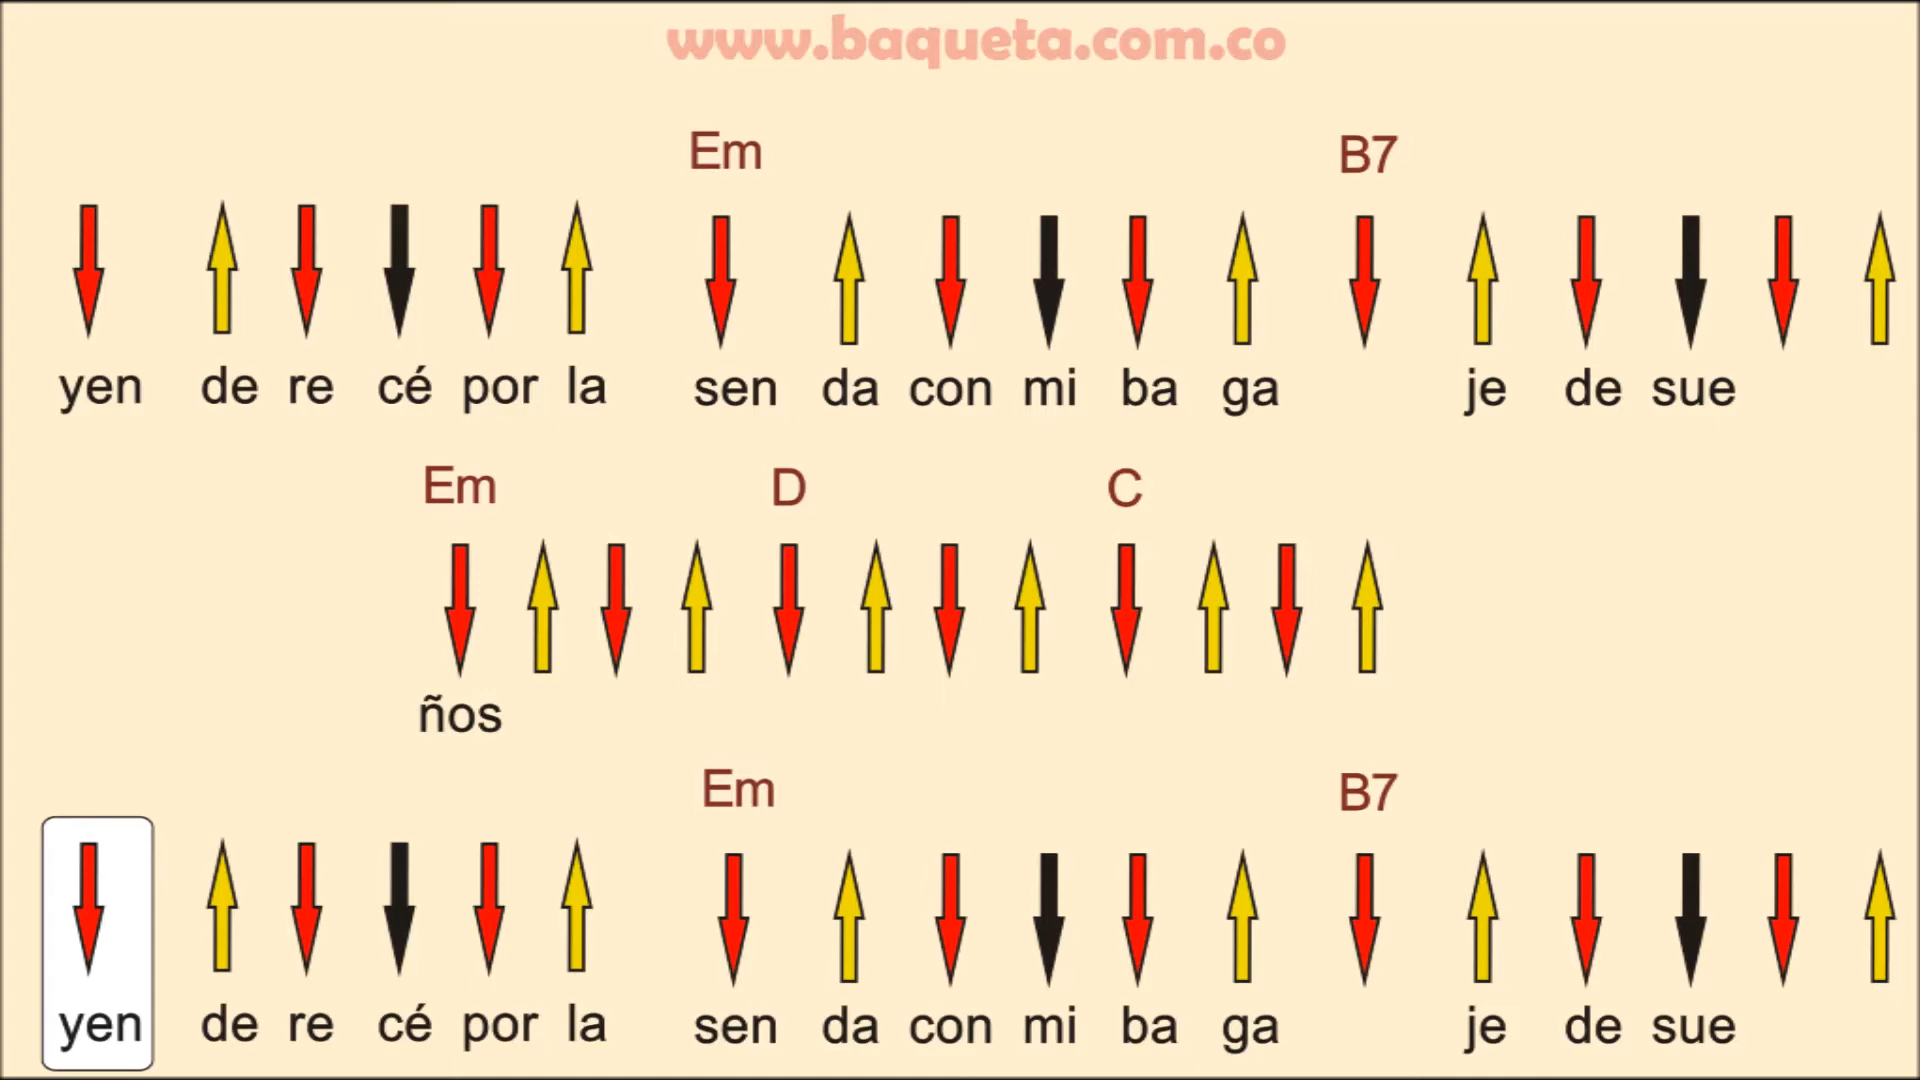 www.baqueta.com.co
Em B7
yen de re cé por la sen da con mi ba ga je de sue
Em D C
ños
Em B7
yen de re cé por la sen da con mi ba ga je de sue